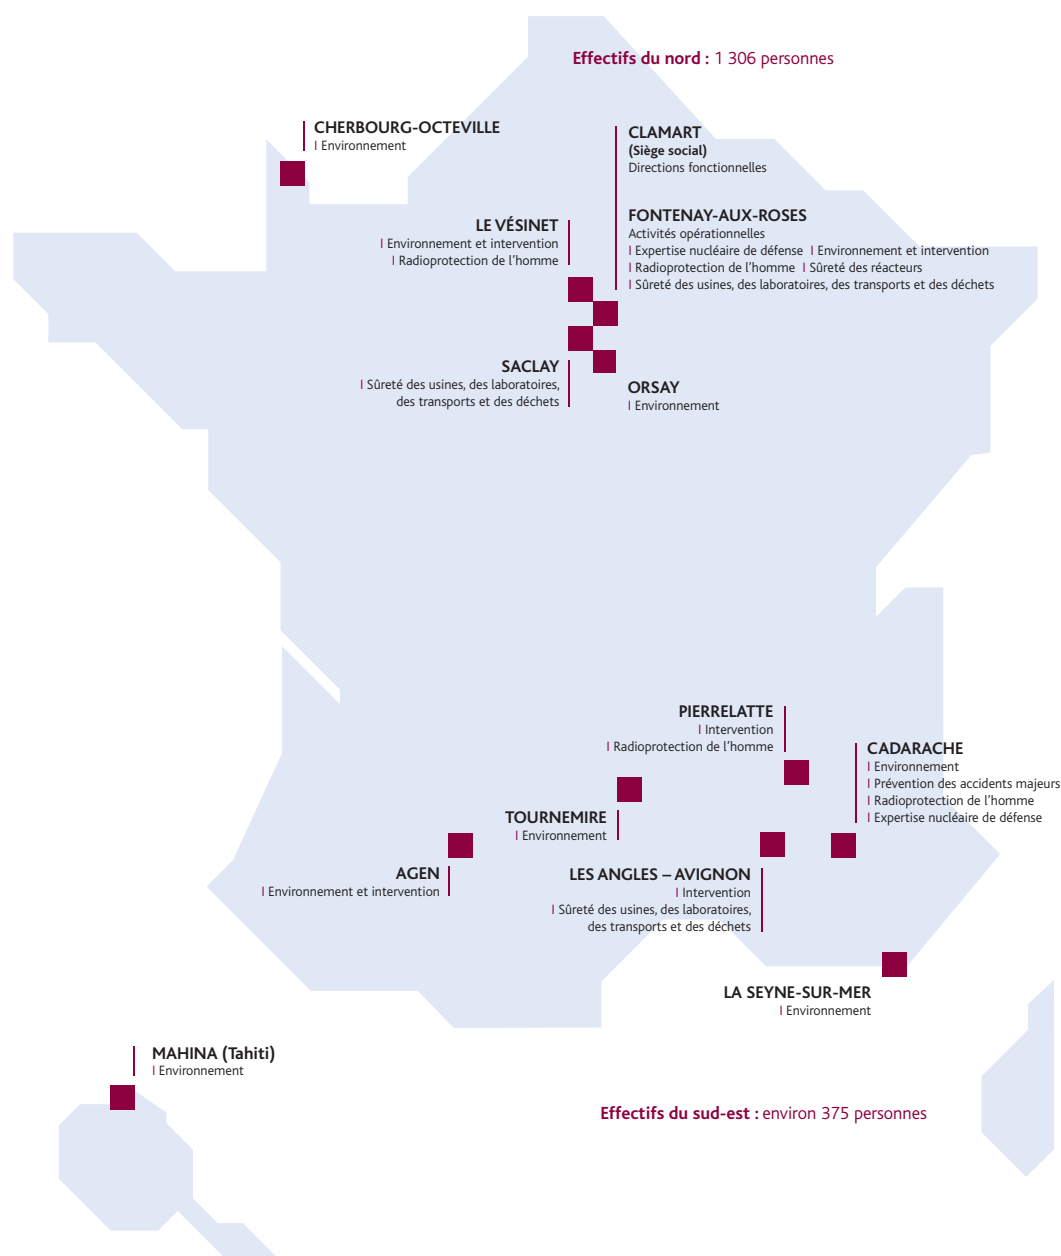 Effectifs du nord : 1 306 personnes
CHERBOURG-OCTEVILLE
I Environnement
CLAMART
(Siège social)
Directions fonctionnelles
FONTENAY-AUX-ROSES
Activités opérationnelles
I Expertise nucléaire de défense I Environnement et intervention
I Radioprotection de l’homme I Sûreté des réacteurs
I Sûreté des usines, des laboratoires, des transports et des déchets
LE VÉSINET
I Environnement et intervention
I Radioprotection de l’homme
SACLAY
I Sûreté des usines, des laboratoires,
des transports et des déchets
ORSAY
I Environnement
PIERRELATTE
I Intervention
I Radioprotection de l’homme
CADARACHE
I Environnement
I Prévention des accidents majeurs
I Radioprotection de l’homme
I Expertise nucléaire de défense
TOURNEMIRE
I Environnement
AGEN
I Environnement et intervention
LES ANGLES – AVIGNON
I Intervention
I Sûreté des usines, des laboratoires,
des transports et des déchets
LA SEYNE-SUR-MER
I Environnement
MAHINA (Tahiti)
I Environnement
Effectifs du sud-est : environ 375 personnes